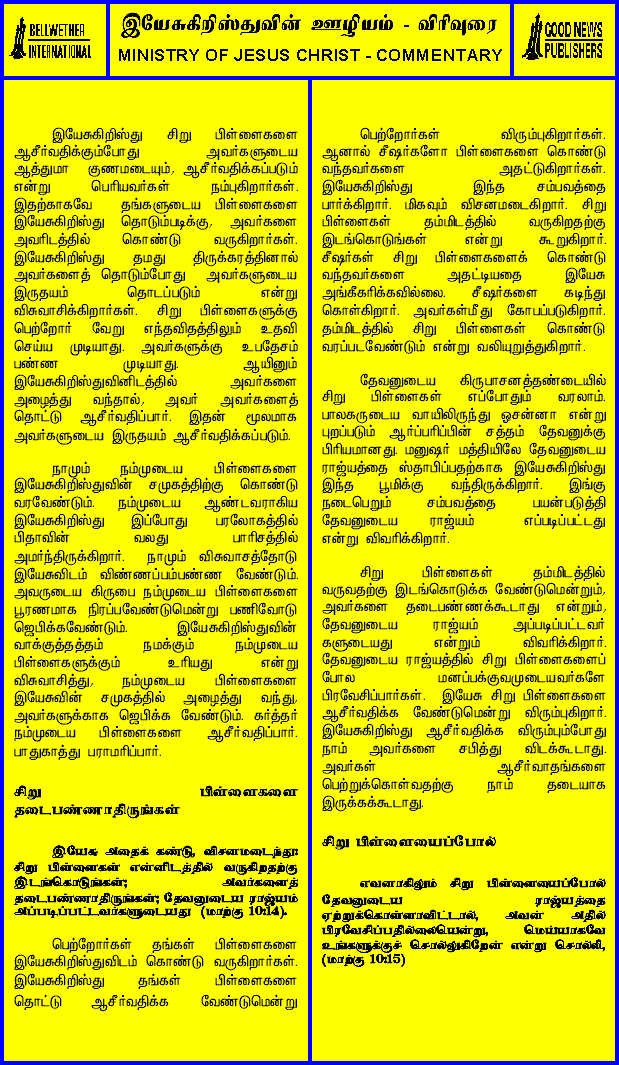 BELLWETHER
INTERNATIONAL
இயேசுகிறிஸ்துவின் ஊழியம் - விரிவுரை
MINISTRY OF JESUS CHRIST - COMMENTARY
GOOD NEWS
PUBLISHERS
இயேசுகிறிஸ்து சிறு பிள்ளைகளை
ஆசீர்வதிக்கும்போது அவர்களுடைய
ஆத்துமா குணமடையும், ஆசீர்வதிக்கப்படும்
என்று பெரியவர்கள் நம்புகிறார்கள்.
இதற்காகவே தங்களுடைய பிள்ளைகளை
இயேசுகிறிஸ்து தொடும்படிக்கு, அவர்களை
அவரிடத்தில் கொண்டு வருகிறார்கள்.
இயேசுகிறிஸ்து தமது திருக்கரத்தினால்
அவர்களைத் தொடும்போது அவர்களுடைய
இருதயம் தொடப்படும் என்று
விசுவாசிக்கிறார்கள். சிறு பிள்ளைகளுக்கு
பெற்றோர் வேறு எந்தவிதத்திலும் உதவி
செய்ய முடியாது. அவர்களுக்கு உபதேசம்
பண்ண முடியாது. ஆயினும்
இயேசுகிறிஸ்துவினிடத்தில் அவர்களை
அழைத்து வந்தால், அவர் அவர்களைத்
தொட்டு ஆசீர்வதிப்பார். இதன் மூலமாக
அவர்களுடைய இருதயம் ஆசீர்வதிக்கப்படும்.
நாமும் நம்முடைய பிள்ளைகளை
இயேசுகிறிஸ்துவின் சமுகத்திற்கு கொண்டு
வரவேண்டும். நம்முடைய ஆண்டவராகிய
இயேசுகிறிஸ்து இப்போது பரலோகத்தில்
பிதாவின் வலது பாரிசத்தில்
அமர்ந்திருக்கிறார். நாமும் விசுவாசத்தோடு
இயேசுவிடம் விண்ணப்பம்பண்ண வேண்டும்.
அவருடைய கிருபை நம்முடைய பிள்ளைகளை
பூரணமாக நிரப்பவேண்டுமென்று பணிவோடு
ஜெபிக்கவேண்டும். இயேசுகிறிஸ்துவின்
வாக்குத்தத்தம் நமக்கும் நம்முடைய
பிள்ளைகளுக்கும் உரியது என்று
விசுவாசித்து, நம்முடைய பிள்ளைகளை
இயேசுவின் சமுகத்தில் அழைத்து வந்து,
அவர்களுக்காக ஜெபிக்க வேண்டும். கர்த்தர்
நம்முடைய பிள்ளைகளை ஆசீர்வதிப்பார்.
பாதுகாத்து பராமரிப்பார்.
சிறு பிள்ளைகளை
தடைபண்ணாதிருங்கள்
இயேசு அதைக் கண்டு, விசனமடைந்து:
சிறு பிள்ளைகள் என்னிடத்தில் வருகிறதற்கு
இடங்கொடுங்கள்; அவர்களைத்
தடைபண்ணாதிருங்கள்; தேவனுடைய ராஜ்யம்
அப்படிப்பட்டவர்களுடையது (மாற்கு 10:14).
பெற்றோர்கள் தங்கள் பிள்ளைகளை
இயேசுகிறிஸ்துவிடம் கொண்டு வருகிறார்கள்.
இயேசுகிறிஸ்து தங்கள் பிள்ளைகளை
தொட்டு ஆசீர்வதிக்க வேண்டுமென்று
பெற்றோர்கள் விரும்புகிறார்கள்.
ஆனால் சீஷர்களோ பிள்ளைகளை கொண்டு
வந்தவர்களை அதட்டுகிறார்கள்.
இயேசுகிறிஸ்து இந்த சம்பவத்தை
பார்க்கிறார். மிகவும் விசனமடைகிறார். சிறு
பிள்ளைகள் தம்மிடத்தில் வருகிறதற்கு
இடங்கொடுங்கள் என்று கூறுகிறார்.
சீஷர்கள் சிறு பிள்ளைகளைக் கொண்டு
வந்தவர்களை அதட்டியதை இயேசு
அங்கீகரிக்கவில்லை. சீஷர்களை கடிந்து
கொள்கிறார். அவர்கள்மீது கோபப்படுகிறார்.
தம்மிடத்தில் சிறு பிள்ளைகள் கொண்டு
வரப்படவேண்டும் என்று வலியுறுத்துகிறார்.
தேவனுடைய கிருபாசனத்தண்டையில்
சிறு பிள்ளைகள் எப்போதும் வரலாம்.
பாலகருடைய வாயிலிருந்து ஓசன்னா என்று
புறப்படும் ஆர்ப்பரிப்பின் சத்தம் தேவனுக்கு
பிரியமானது. மனுஷர் மத்தியிலே தேவனுடைய
ராஜ்யத்தை ஸ்தாபிப்பதற்காக இயேசுகிறிஸ்து
இந்த பூமிக்கு வந்திருக்கிறார். இங்கு
நடைபெறும் சம்பவத்தை பயன்படுத்தி
தேவனுடைய ராஜ்யம் எப்படிப்பட்டது
என்று விவரிக்கிறார்.
சிறு பிள்ளைகள் தம்மிடத்தில்
வருவதற்கு இடங்கொடுக்க வேண்டுமென்றும்,
அவர்களை தடைபண்ணக்கூடாது என்றும்,
தேவனுடைய ராஜ்யம் அப்படிப்பட்டவர்
களுடையது என்றும் விவரிக்கிறார்.
தேவனுடைய ராஜ்யத்தில் சிறு பிள்ளைகளைப்
போல மனப்பக்குவமுடையவர்களே
பிரவேசிப்பார்கள். இயேசு சிறு பிள்ளைகளை
ஆசீர்வதிக்க வேண்டுமென்று விரும்புகிறார்.
இயேசுகிறிஸ்து ஆசீர்வதிக்க விரும்பும்போது
நாம் அவர்களை சபித்து விடக்கூடாது.
அவர்கள் ஆசீர்வாதங்களை
பெற்றுக்கொள்வதற்கு நாம் தடையாக
இருக்கக்கூடாது.
சிறு பிள்ளையைப்போல்
எவனாகிலும் சிறு பிள்ளையைப்போல்
தேவனுடைய ராஜ்யத்தை
ஏற்றுக்கொள்ளாவிட்டால், அவன் அதில்
பிரவேசிப்பதில்லையென்று, மெய்யாகவே
உங்களுக்குச் சொல்லுகிறேன் என்று சொல்லி,
(மாற்கு 10:15)